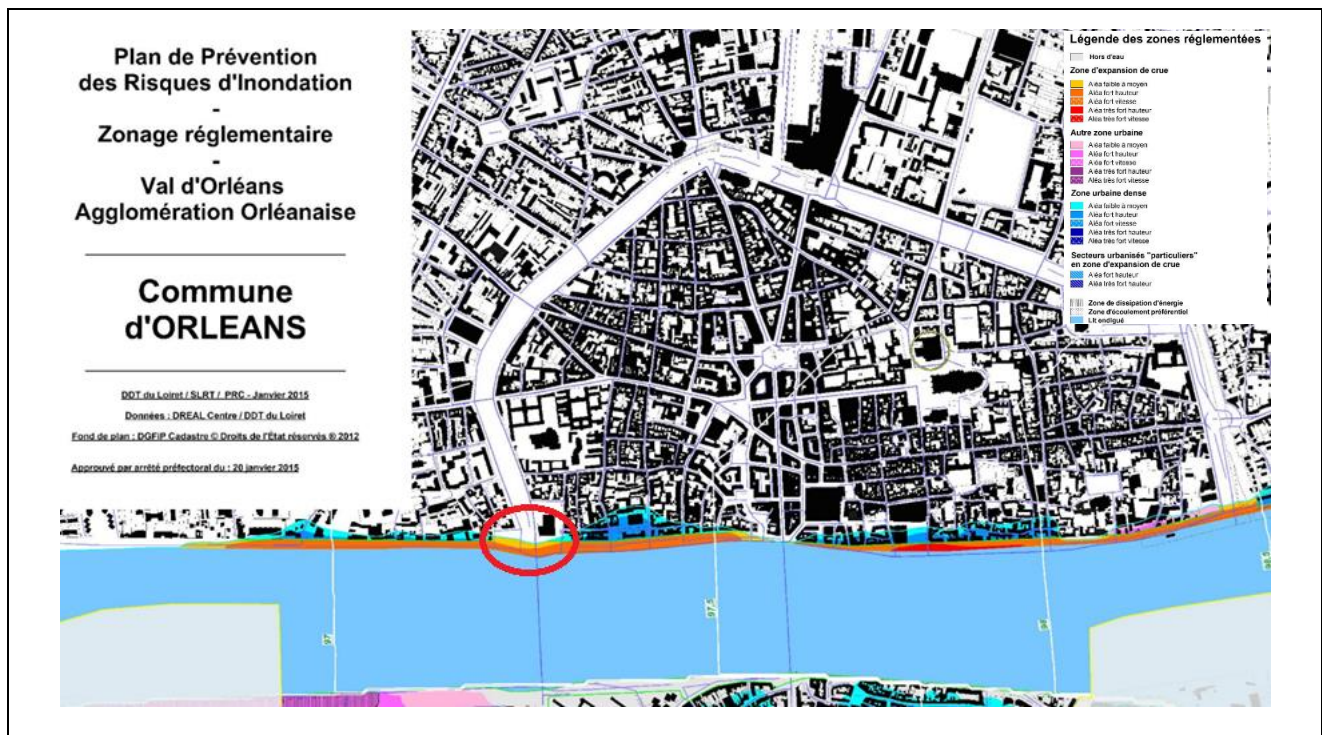 Plan de Prévention
des Risques d'Inondation
-
Zonage réglementaire
-
Val d'Orléans
Agglomération Orléanaise
Commune
d'ORLEANS
DDT du Loiret / SLRT / PRC - Janvier 2015
Données : DREAL Centre / DDT du Loiret
Fond de plan : DGFiP Cadastre © Droits de l'État réservés ® 2012
Approuvé par arrêté préfectoral du : 20 janvier 2015
Légende des zones réglementées
Hors d'eau
Zone d'expansion de crue
Aléa faible à moyen
Aléa fort hauteur
Aléa fort vitesse
Aléa très fort hauteur
Aléa très fort vitesse
Autre zone urbaine
Aléa faible à moyen
Aléa fort hauteur
Aléa fort vitesse
Aléa très fort hauteur
Aléa très fort vitesse
Zone urbaine dense
Aléa faible à moyen
Aléa fort hauteur
Aléa fort vitesse
Aléa très fort hauteur
Aléa très fort vitesse
Secteurs urbanisés "particuliers"
en zone d'expansion de crue
Aléa fort hauteur
Aléa très fort hauteur
Zone de dissipation d'énergie
Zone d'écoulement préférentiel
Lit endigué
97
97,5
98
98,5